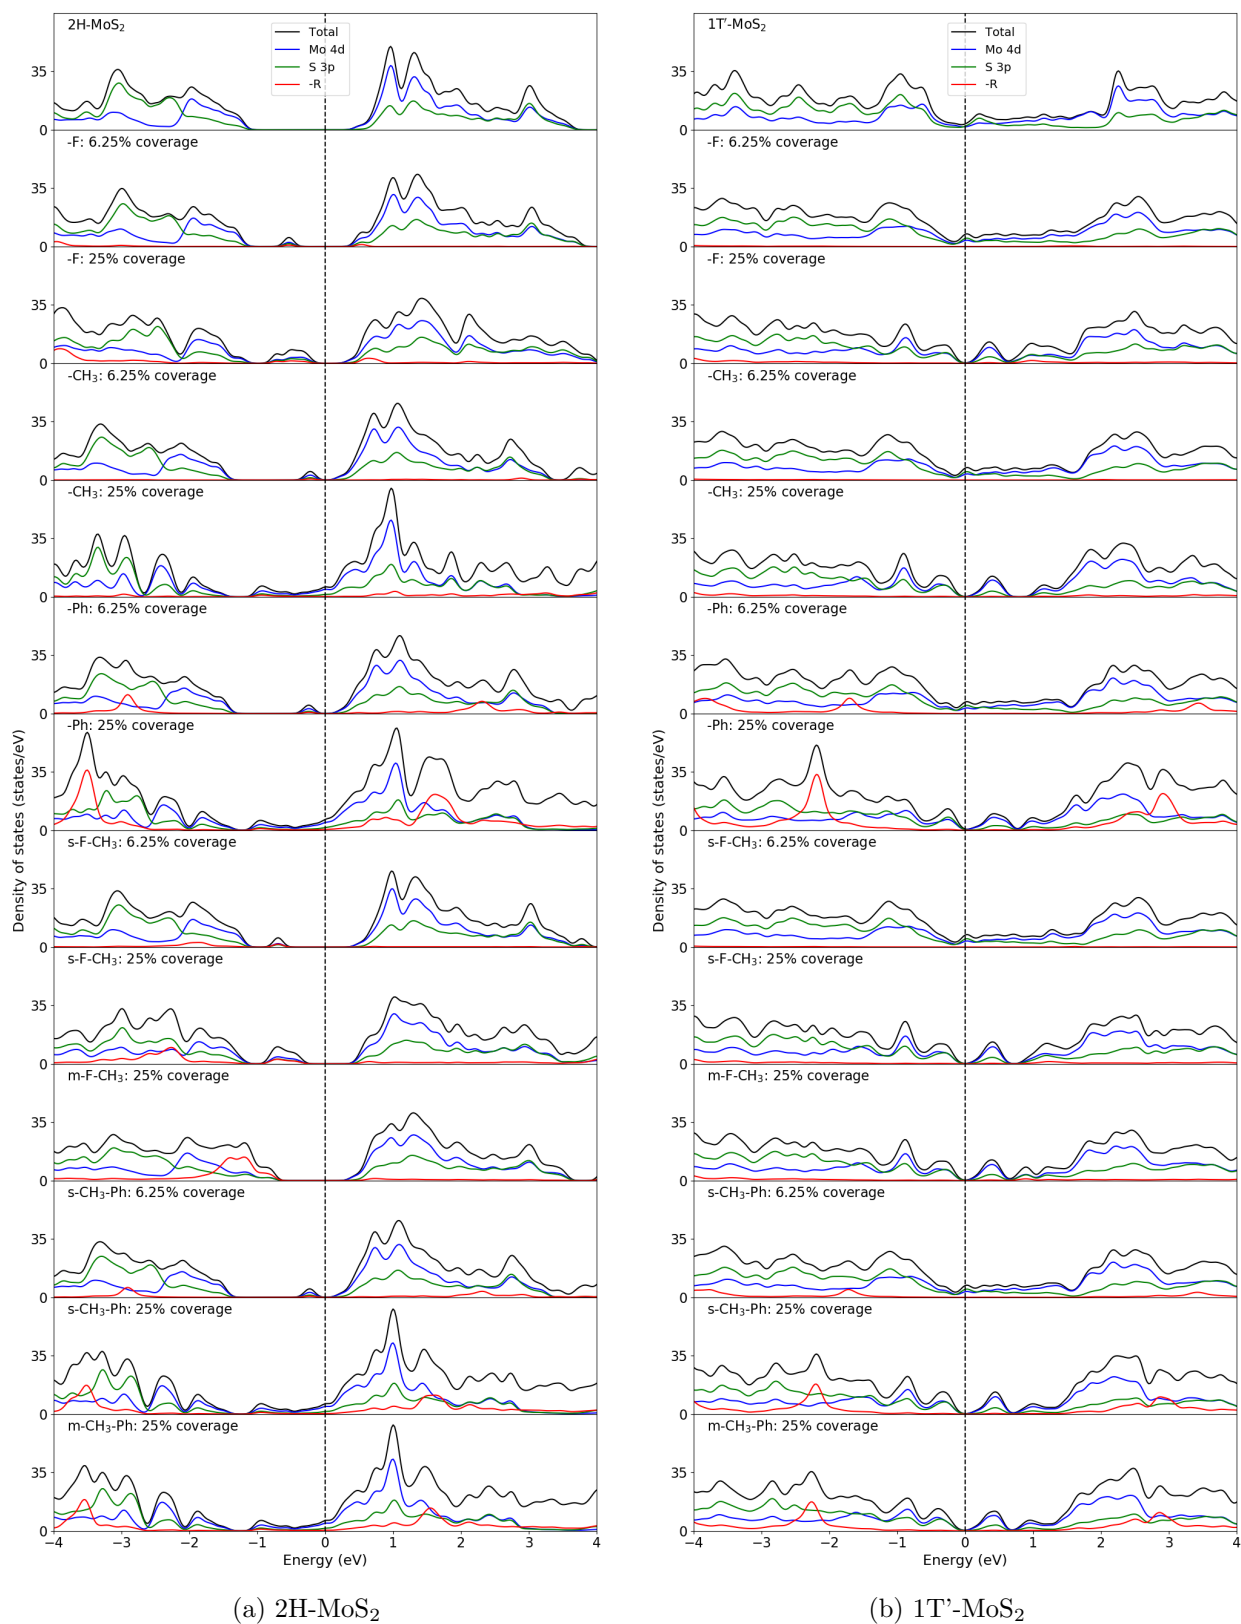 2H-MoS₂
Total
Mo 4d
S 3p
-R
35
0
-F: 6.25% coverage
35
0
-F: 25% coverage
35
0
-CH₃: 6.25% coverage
35
0
-CH₃: 25% coverage
35
0
-Ph: 6.25% coverage
35
0
-Ph: 25% coverage
35
0
s-F-CH₃: 6.25% coverage
35
0
s-F-CH₃: 25% coverage
35
0
m-F-CH₃: 25% coverage
35
0
s-CH₃-Ph: 6.25% coverage
35
0
s-CH₃-Ph: 25% coverage
35
0
m-CH₃-Ph: 25% coverage
35
0
−4 −3 −2 −1 0 1 2 3 4
Energy (eV)
Density of states (states/eV)
(a) 2H-MoS₂
1T′-MoS₂
Total
Mo 4d
S 3p
-R
35
0
-F: 6.25% coverage
35
0
-F: 25% coverage
35
0
-CH₃: 6.25% coverage
35
0
-CH₃: 25% coverage
35
0
-Ph: 6.25% coverage
35
0
-Ph: 25% coverage
35
0
s-F-CH₃: 6.25% coverage
35
0
s-F-CH₃: 25% coverage
35
0
m-F-CH₃: 25% coverage
35
0
s-CH₃-Ph: 6.25% coverage
35
0
s-CH₃-Ph: 25% coverage
35
0
m-CH₃-Ph: 25% coverage
35
0
−4 −3 −2 −1 0 1 2 3 4
Energy (eV)
Density of states (states/eV)
(b) 1T'-MoS₂